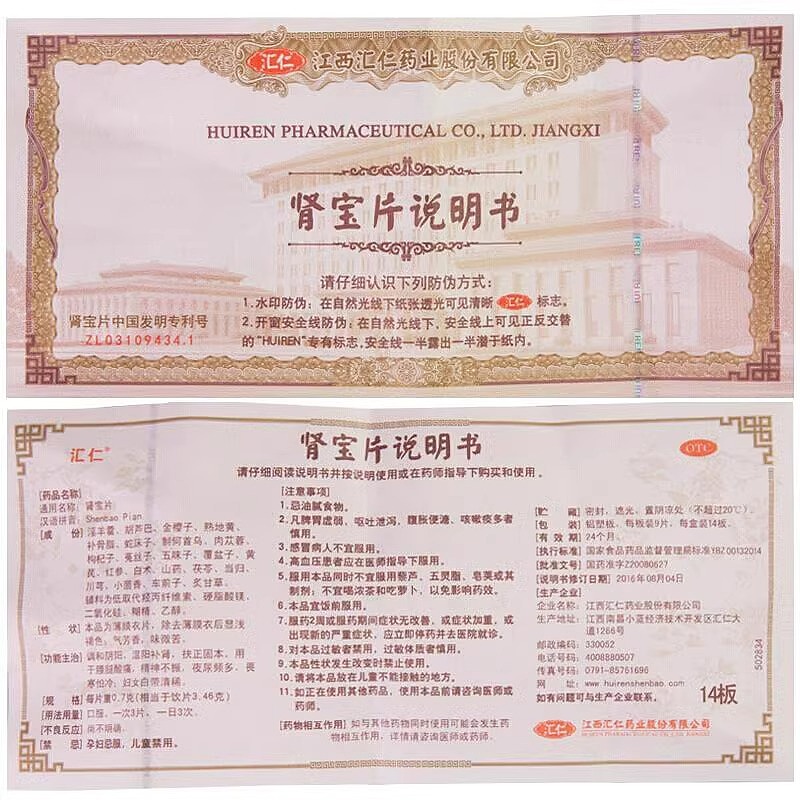 汇仁 江西汇仁药业股份有限公司
HUIREN PHARMACEUTICAL CO., LTD. JIANGXI
肾宝片说明书
请仔细认识下列防伪方式：
1.水印防伪：在自然光线下纸张透光可见清晰 汇仁 标志。
2.开窗安全线防伪：在自然光线下，安全线上可见正反交替
的“HUIREN”专有标志，安全线一半露出一半潜于纸内。
肾宝片中国发明专利号
ZL03109434.1
汇仁®
肾宝片说明书
OTC
请仔细阅读说明书并按说明使用或在药师指导下购买和使用。
[药品名称]
通用名称：肾宝片
汉语拼音：Shenbao Pian
[成 份] 淫羊藿、胡芦巴、金樱子、熟地黄、
补骨脂、蛇床子、制何首乌、肉苁蓉、
枸杞子、菟丝子、五味子、覆盆子、黄
芪、红参、白术、山药、茯苓、当归、
川芎、小茴香、车前子、炙甘草。
辅料为低取代羟丙纤维素、硬脂酸镁、
二氧化硅、糊精、乙醇。
[性 状] 本品为薄膜衣片，除去薄膜衣后显浅
褐色；气芳香，味微苦。
[功能主治] 调和阴阳，温阳补肾，扶正固本。用
于腰腿酸痛，精神不振，夜尿频多，畏
寒怕冷；妇女白带清稀。
[规 格] 每片重0.7克(相当于饮片3.46克)
[用法用量] 口服，一次3片，一日3次。
[不良反应] 尚不明确。
[禁 忌] 孕妇忌服，儿童禁用。
[注意事项]
1.忌油腻食物。
2.凡脾胃虚弱，呕吐泄泻，腹胀便溏、咳嗽痰多者
慎用。
3.感冒病人不宜服用。
4.高血压患者应在医师指导下服用。
5.服用本品同时不宜服用藜芦、五灵脂、皂荚或其
制剂；不宜喝浓茶和吃萝卜，以免影响药效。
6.本品宜饭前服用。
7.服药2周或服药期间症状无改善，或症状加重，或
出现新的严重症状，应立即停药并去医院就诊。
8.对本品过敏者禁用，过敏体质者慎用。
9.本品性状发生改变时禁止使用。
10.请将本品放在儿童不能接触的地方。
11.如正在使用其他药品，使用本品前请咨询医师或
药师。
[药物相互作用] 如与其他药物同时使用可能会发生药
物相互作用，详情请咨询医师或药师。
[贮 藏] 密封，遮光，置阴凉处（不超过20℃）。
[包 装] 铝塑板，每板装9片，每盒装14板。
[有 效 期] 24个月。
[执行标准] 国家食品药品监督管理局标准YBZ00132014
[批准文号] 国药准字Z20080627
[说明书修订日期] 2016年08月04日
[生产企业]
企业名称：江西汇仁药业股份有限公司
生产地址：江西南昌小蓝经济技术开发区汇仁大
道1266号
邮政编码：330052
电话号码：4008880507
传真号码：0791-85761696
网 址：www.huirenshenbao.com
如有问题可与生产企业联系。
14板
502834
汇仁 江西汇仁药业股份有限公司
HUIREN PHARMACEUTICAL CO., LTD. JIANGXI